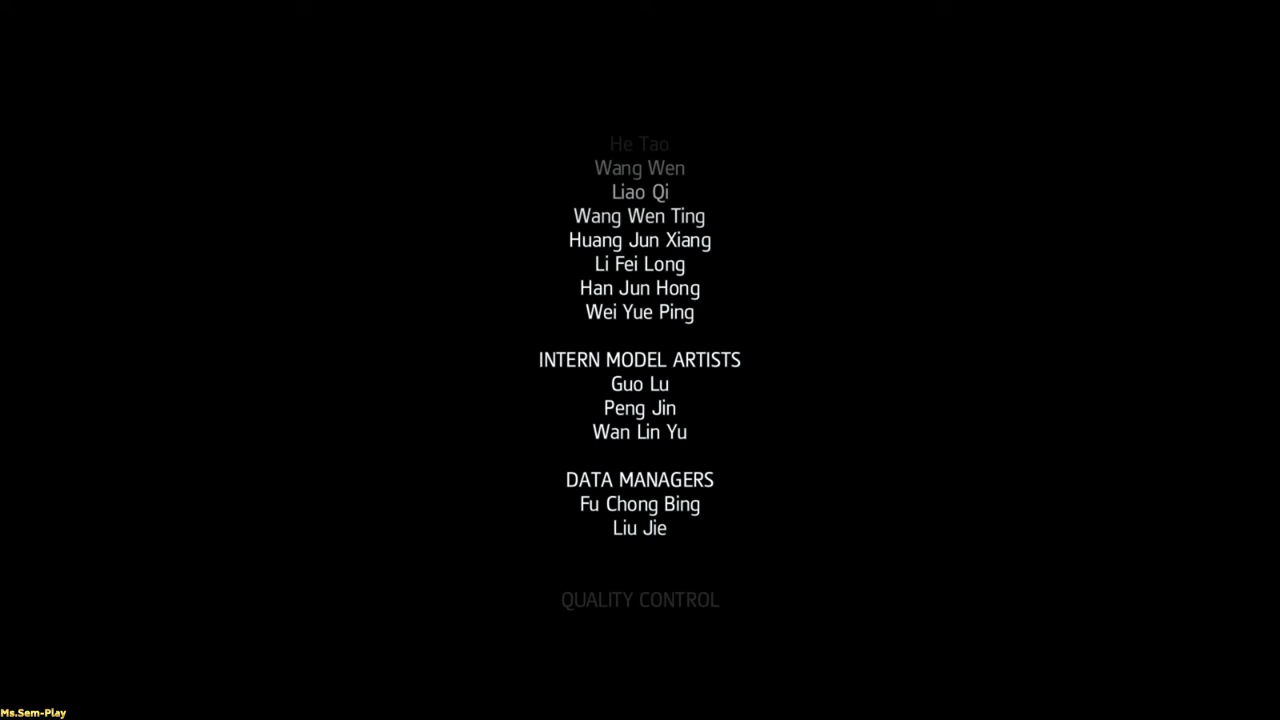 He Tao
Wang Wen
Liao Qi
Wang Wen Ting
Huang Jun Xiang
Li Fei Long
Han Jun Hong
Wei Yue Ping
INTERN MODEL ARTISTS
Guo Lu
Peng Jin
Wan Lin Yu
DATA MANAGERS
Fu Chong Bing
Liu Jie
QUALITY CONTROL
Ms.Sem-Play